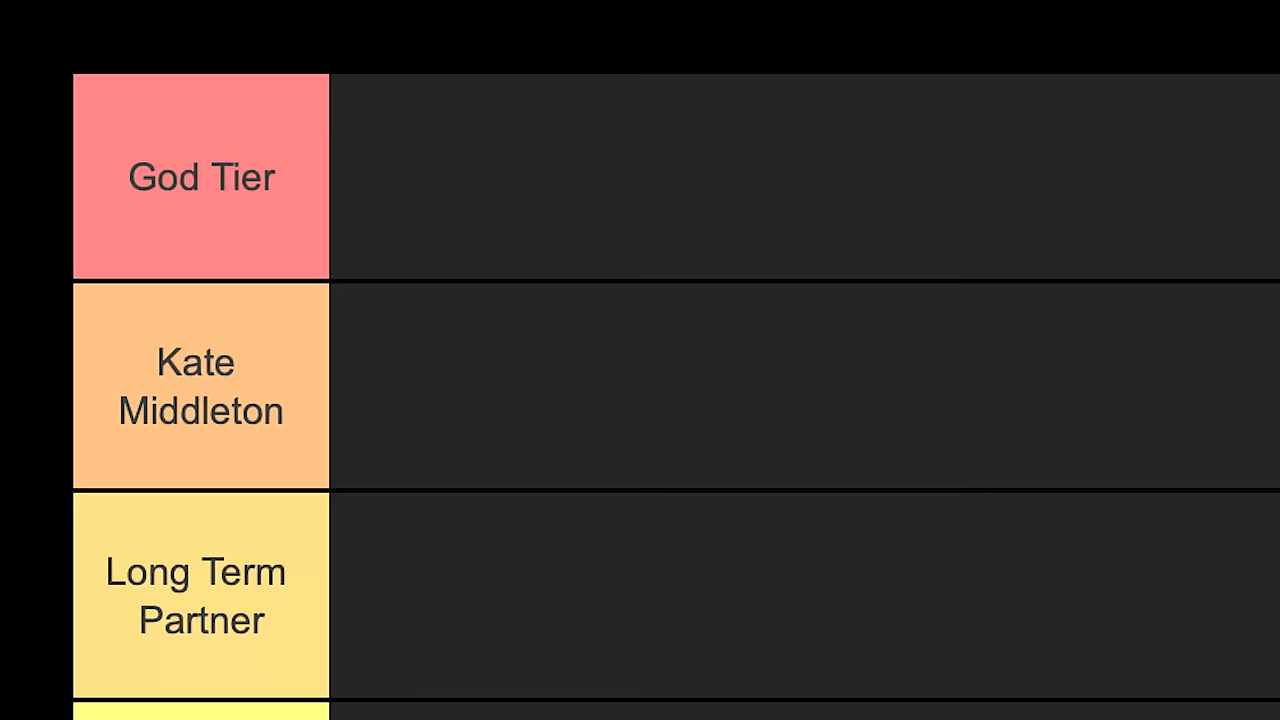 God Tier
Kate
Middleton
Long Term
Partner